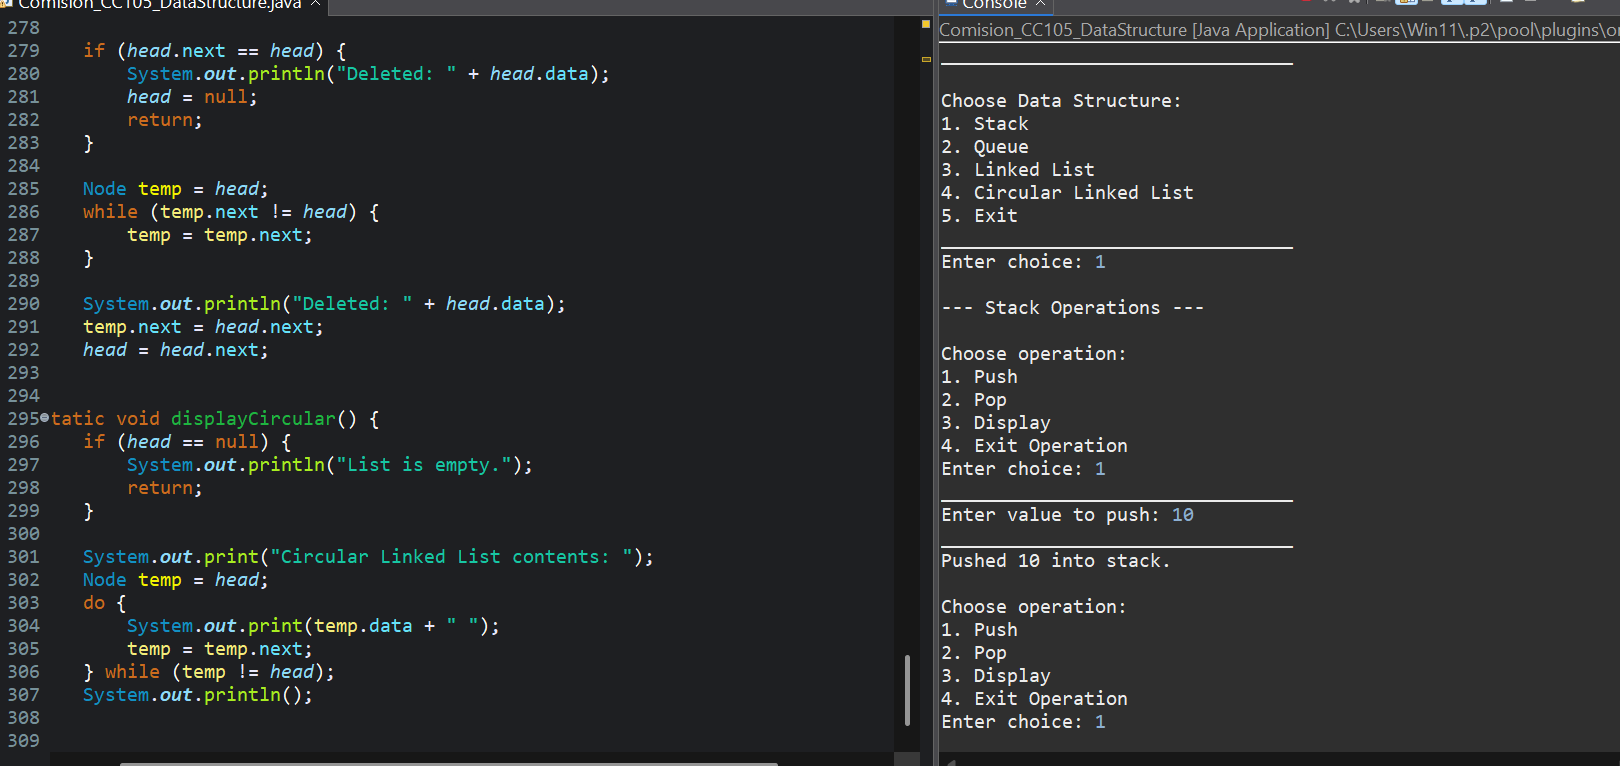 Comision_CC105_DataStructure.java
278
279 if (head.next == head) {
280 System.out.println("Deleted: " + head.data);
281 head = null;
282 return;
283 }
284
285 Node temp = head;
286 while (temp.next != head) {
287 temp = temp.next;
288 }
289
290 System.out.println("Deleted: " + head.data);
291 temp.next = head.next;
292 head = head.next;
293
294
295 tatic void displayCircular() {
296 if (head == null) {
297 System.out.println("List is empty.");
298 return;
299 }
300
301 System.out.print("Circular Linked List contents: ");
302 Node temp = head;
303 do {
304 System.out.print(temp.data + " ");
305 temp = temp.next;
306 } while (temp != head);
307 System.out.println();
308
309
Console
Comision_CC105_DataStructure [Java Application] C:\Users\Win11\.p2\pool\plugins\or
________________________________
Choose Data Structure:
1. Stack
2. Queue
3. Linked List
4. Circular Linked List
5. Exit
________________________________
Enter choice: 1
--- Stack Operations ---
Choose operation:
1. Push
2. Pop
3. Display
4. Exit Operation
Enter choice: 1
________________________________
Enter value to push: 10
________________________________
Pushed 10 into stack.
Choose operation:
1. Push
2. Pop
3. Display
4. Exit Operation
Enter choice: 1